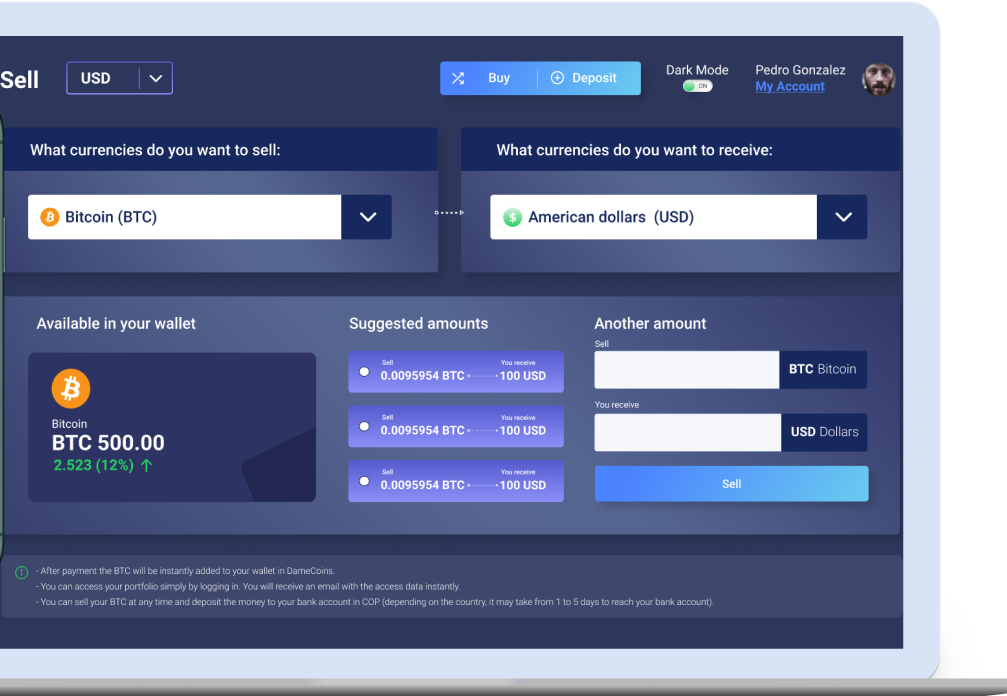 Sell
USD
Buy
Deposit
Dark Mode
ON
Pedro Gonzalez
My Account
What currencies do you want to sell:
What currencies do you want to receive:
Bitcoin (BTC)
American dollars (USD)
Available in your wallet
Bitcoin
BTC 500.00
2.523 (12%)
Suggested amounts
Sell You receive
0.0095954 BTC 100 USD
Sell You receive
0.0095954 BTC 100 USD
Sell You receive
0.0095954 BTC 100 USD
Another amount
Sell
BTC Bitcoin
You receive
USD Dollars
Sell
- After payment the BTC will be instantly added to your wallet in DameCoins.
- You can access your portfolio simply by logging in. You will receive an email with the access data instantly.
- You can sell your BTC at any time and deposit the money to your bank account in COP (depending on the country, it may take from 1 to 5 days to reach your bank account).